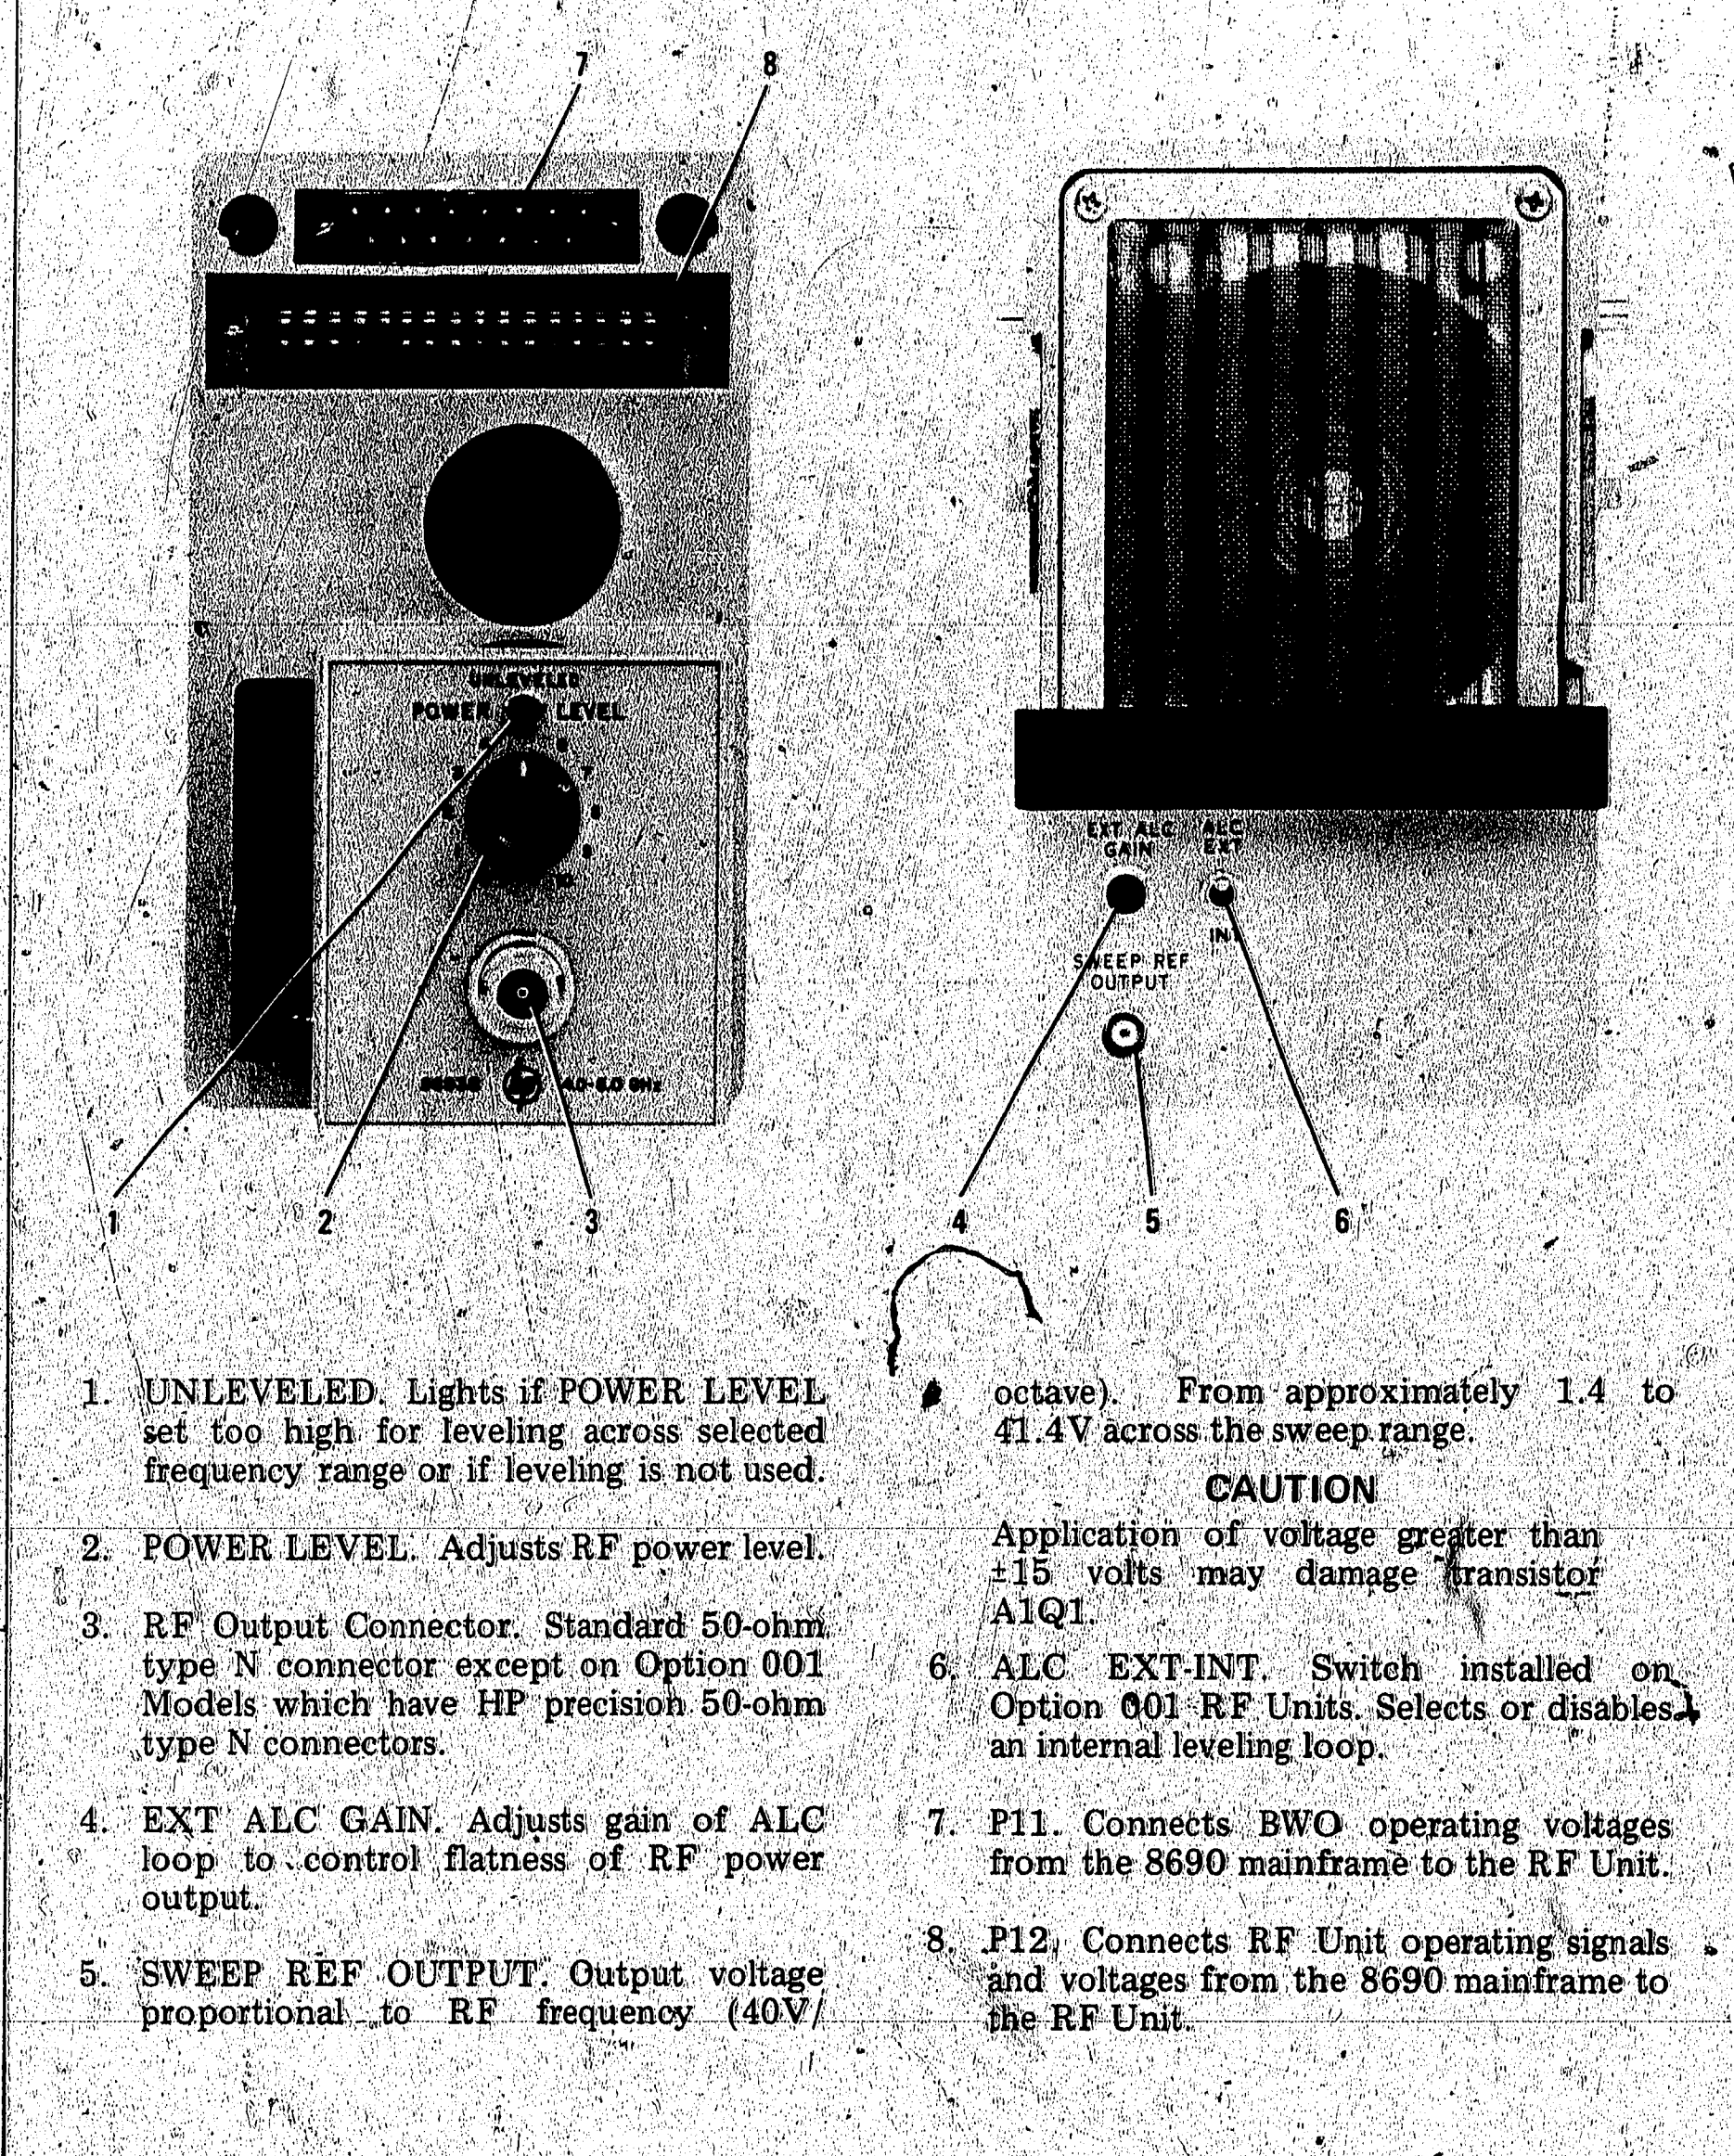 7 8
UNLEVELED
POWER LEVEL
7
10
4.0-8.0 GHz
EXT ALC GAIN
ALC EXT
INT
SWEEP REF
OUTPUT
1 2 3 4 5 6
1. UNLEVELED. Lights if POWER LEVEL
set too high for leveling across selected
frequency range or if leveling is not used.
2. POWER LEVEL. Adjusts RF power level.
3. RF Output Connector. Standard 50-ohm
type N connector except on Option 001
Models which have HP precision 50-ohm
type N connectors.
4. EXT ALC GAIN. Adjusts gain of ALC
loop to control flatness of RF power
output.
5. SWEEP REF OUTPUT. Output voltage
proportional to RF frequency (40V/
octave). From approximately 1.4 to
41.4V across the sweep range.
CAUTION
Application of voltage greater than
±15 volts may damage transistor
A1Q1.
6. ALC EXT-INT. Switch installed on
Option 001 RF Units. Selects or disables
an internal leveling loop.
7. P11. Connects BWO operating voltages
from the 8690 mainframe to the RF Unit.
8. P12. Connects RF Unit operating signals
and voltages from the 8690 mainframe to
the RF Unit.